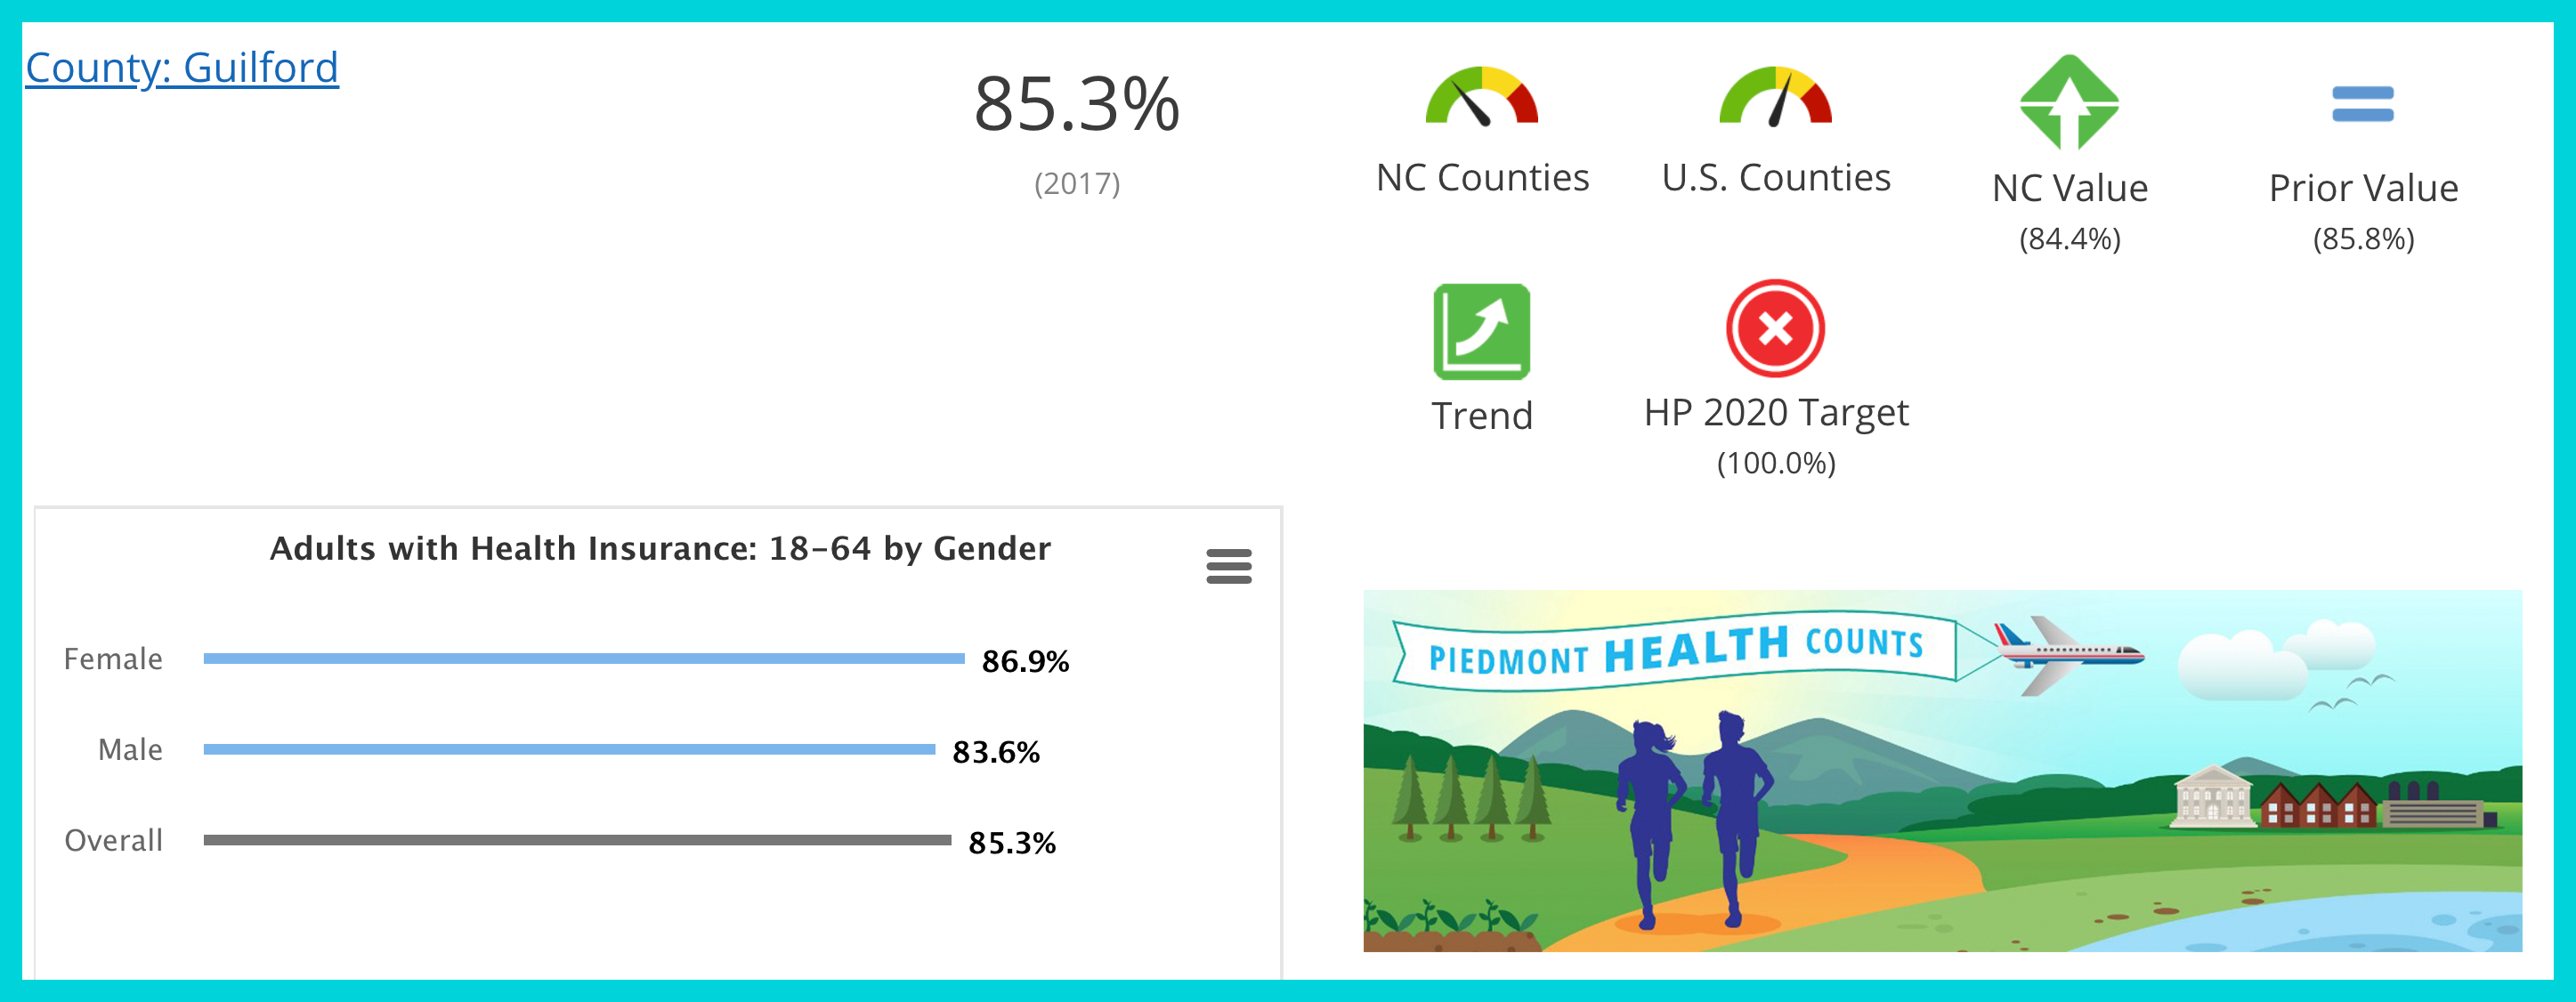 County: Guilford
85.3%
(2017)
NC Counties
U.S. Counties
NC Value
(84.4%)
Prior Value
(85.8%)
Trend
HP 2020 Target
(100.0%)
Adults with Health Insurance: 18-64 by Gender
Female 86.9%
Male 83.6%
Overall 85.3%
PIEDMONT HEALTH COUNTS